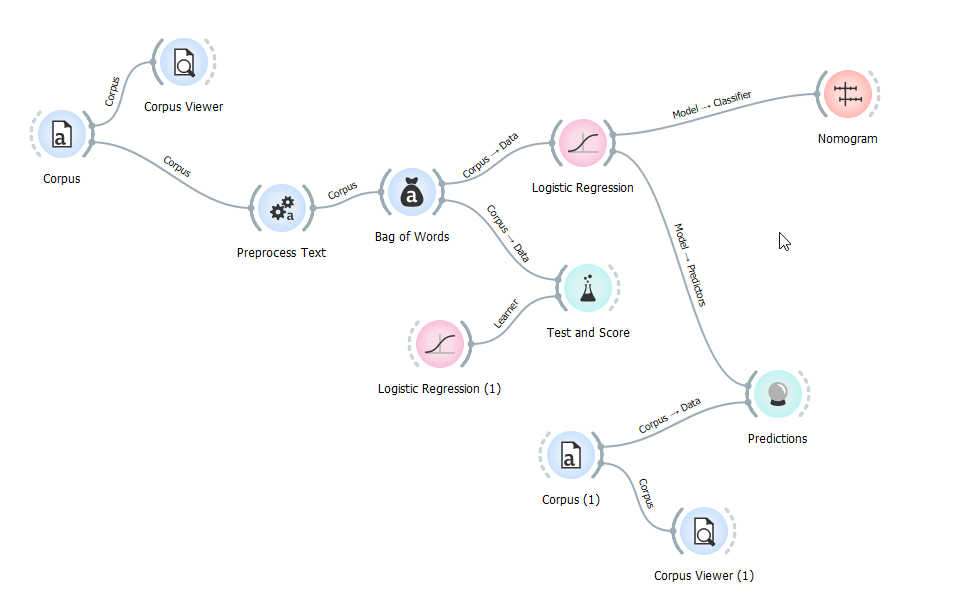 Corpus
Corpus Viewer
Corpus
Corpus
Preprocess Text
Corpus
Bag of Words
Corpus → Data
Logistic Regression
Model → Classifier
Nomogram
Corpus → Data
Model → Predictors
Learner
Test and Score
Logistic Regression (1)
Corpus → Data
Predictions
Corpus (1)
Corpus
Corpus Viewer (1)
a
a
a
a